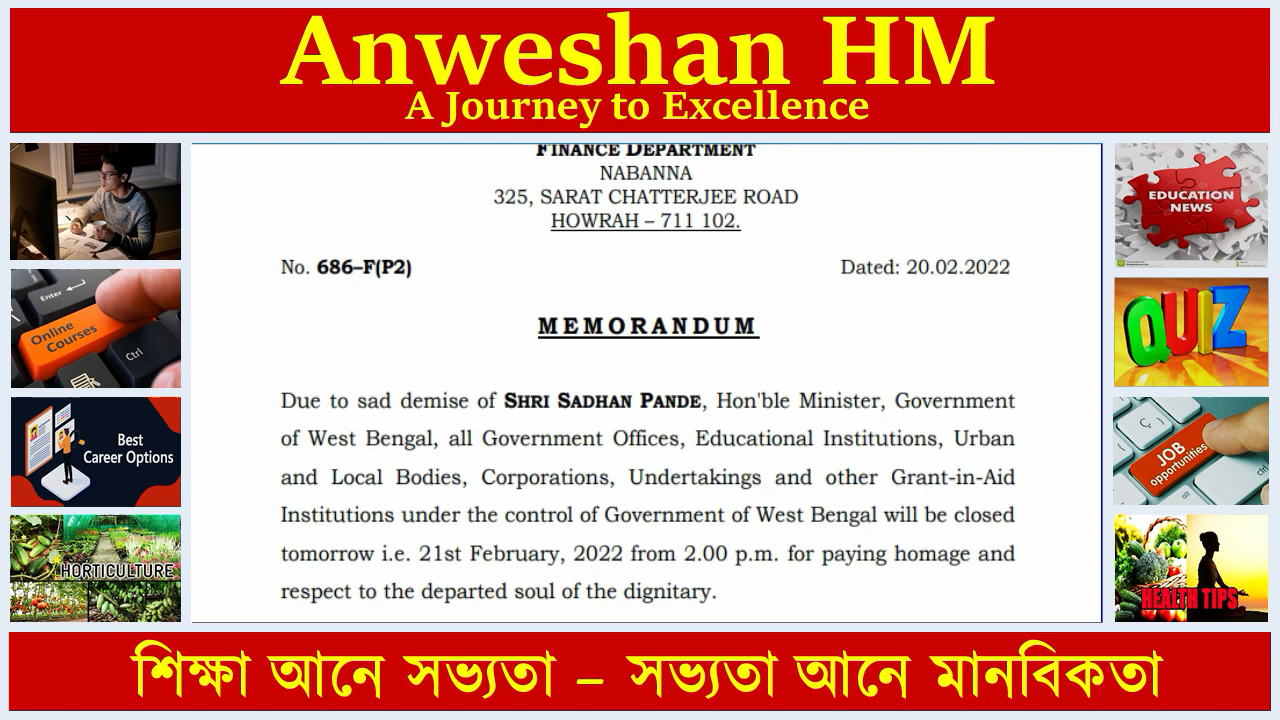 Anweshan HM
A Journey to Excellence
FINANCE DEPARTMENT
NABANNA
325, SARAT CHATTERJEE ROAD
HOWRAH – 711 102.
No. 686–F(P2) Dated: 20.02.2022
MEMORANDUM
Due to sad demise of SHRI SADHAN PANDE, Hon'ble Minister, Government
of West Bengal, all Government Offices, Educational Institutions, Urban
and Local Bodies, Corporations, Undertakings and other Grant-in-Aid
Institutions under the control of Government of West Bengal will be closed
tomorrow i.e. 21st February, 2022 from 2.00 p.m. for paying homage and
respect to the departed soul of the dignitary.
Enter
Online
Courses
Ctrl
Best
Career Options
HORTICULTURE
EDUCATION
NEWS
QUIZ
JOB
opportunities
alt
ctrl
HEALTH TIPS
শিক্ষা আনে সভ্যতা – সভ্যতা আনে মানবিকতা